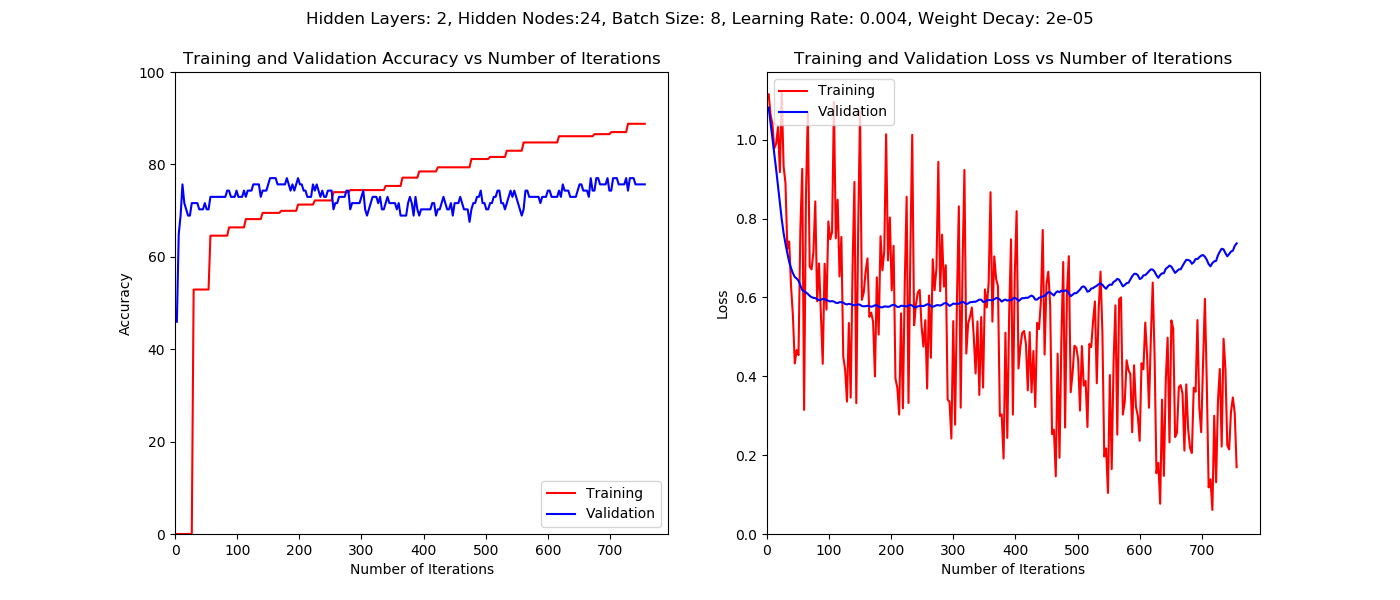 Hidden Layers: 2, Hidden Nodes:24, Batch Size: 8, Learning Rate: 0.004, Weight Decay: 2e-05
Training and Validation Accuracy vs Number of Iterations
100
80
60
40
20
0
Accuracy
0 100 200 300 400 500 600 700
Number of Iterations
Training
Validation
Training and Validation Loss vs Number of Iterations
1.0
0.8
0.6
0.4
0.2
0.0
Loss
0 100 200 300 400 500 600 700
Number of Iterations
Training
Validation